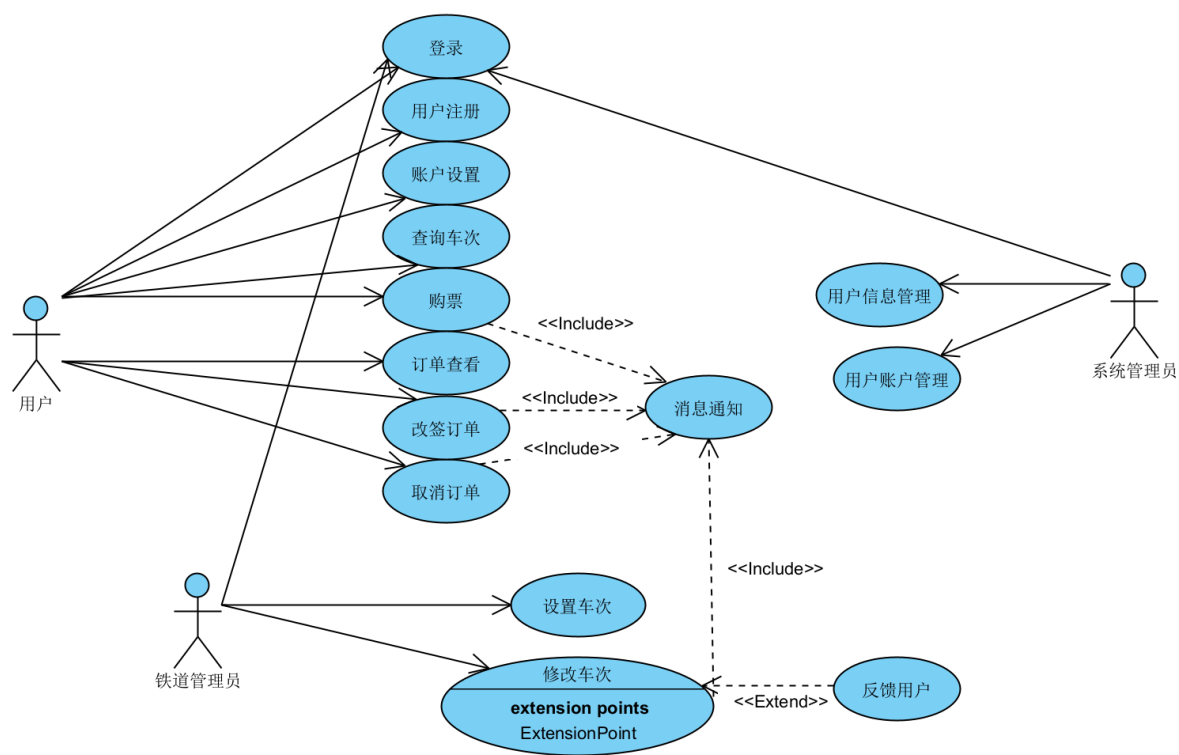 登录
用户注册
账户设置
查询车次
购票
订单查看
改签订单
取消订单
用户
<<Include>>
<<Include>>
<<Include>>
消息通知
用户信息管理
用户账户管理
系统管理员
<<Include>>
铁道管理员
设置车次
修改车次
extension points
ExtensionPoint
<<Extend>>
反馈用户